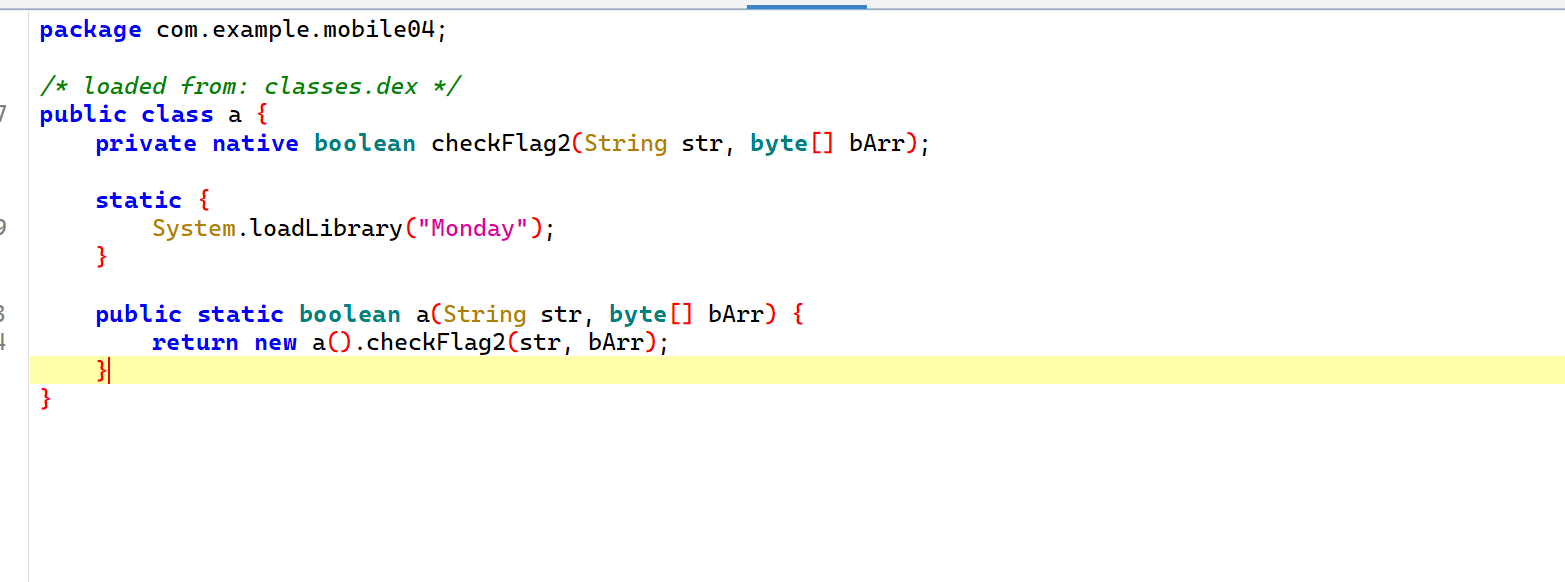 package com.example.mobile04;
/* loaded from: classes.dex */
7 public class a {
private native boolean checkFlag2(String str, byte[] bArr);
static {
9 System.loadLibrary("Monday");
}
3 public static boolean a(String str, byte[] bArr) {
4 return new a().checkFlag2(str, bArr);
}
}